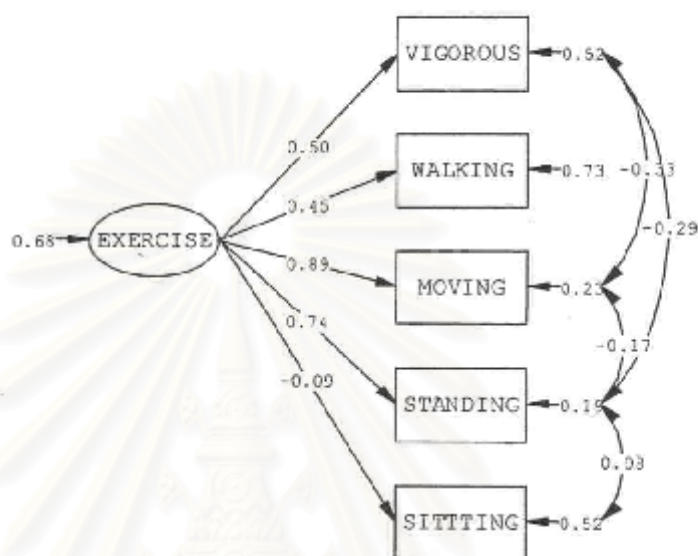 VIGOROUS
0.52
0.50
-0.33
WALKING
0.73
0.45
-0.29
0.68
EXERCISE
0.89
MOVING
0.23
0.74
-0.17
-0.09
STANDING
0.19
0.03
SITTTING
0.52